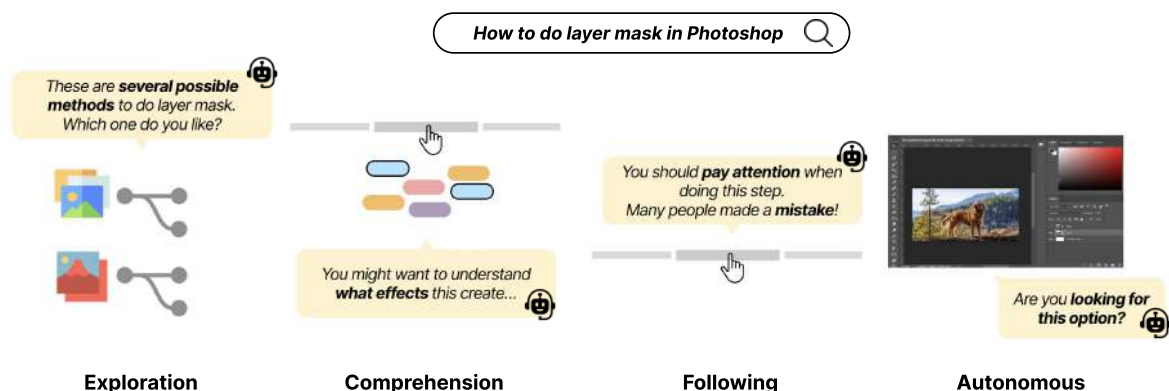 How to do layer mask in Photoshop
These are several possible
methods to do layer mask.
Which one do you like?
You might want to understand
what effects this create...
You should pay attention when
doing this step.
Many people made a mistake!
Are you looking for
this option?
Exploration
Comprehension
Following
Autonomous